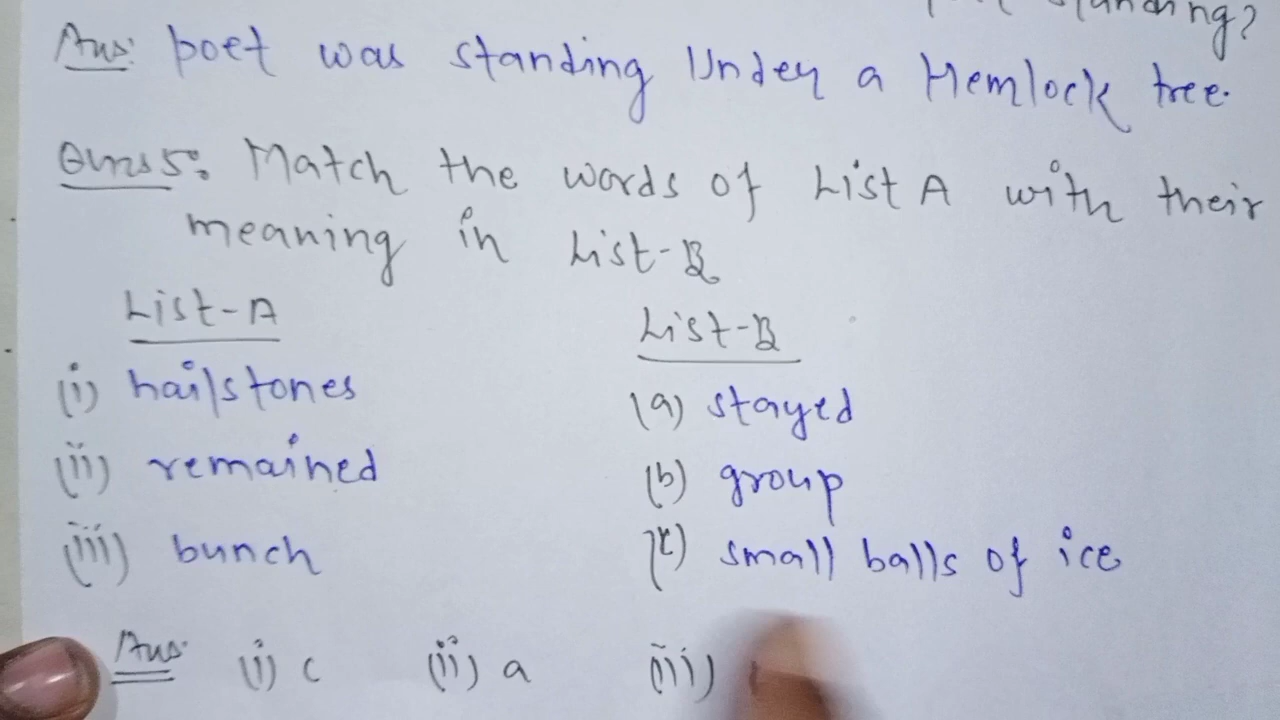 standing?
Ans: poet was standing Under a Hemlock tree.
Ques 5: Match the words of List A with their
meaning in List-B
List-A
List-B
(i) hailstones
(a) stayed
(ii) remained
(b) group
(iii) bunch
(c) small balls of ice
Ans (i) c (ii) a (iii)